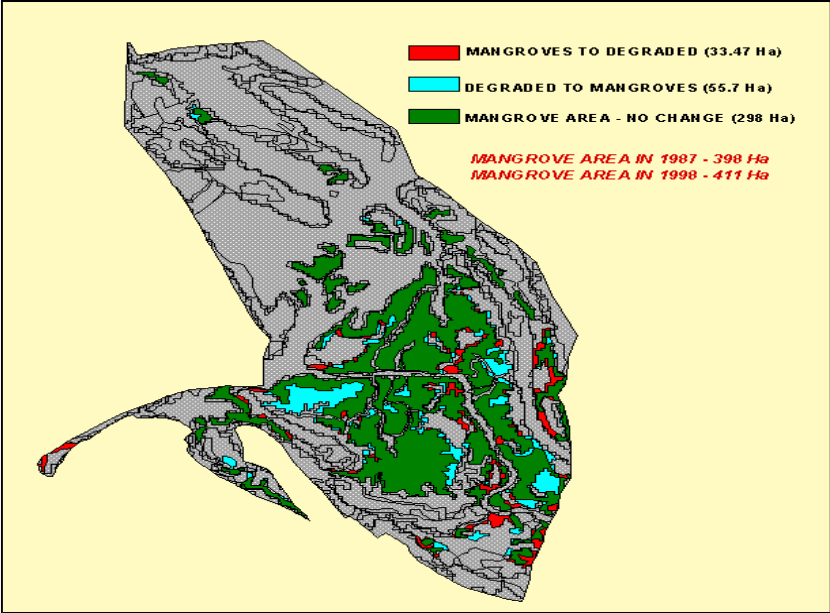 MANGROVES TO DEGRADED (33.47 Ha)
DEGRADED TO MANGROVES (55.7 Ha)
MANGROVE AREA - NO CHANGE (298 Ha)
MANGROVE AREA IN 1987 - 398 Ha
MANGROVE AREA IN 1998 - 411 Ha